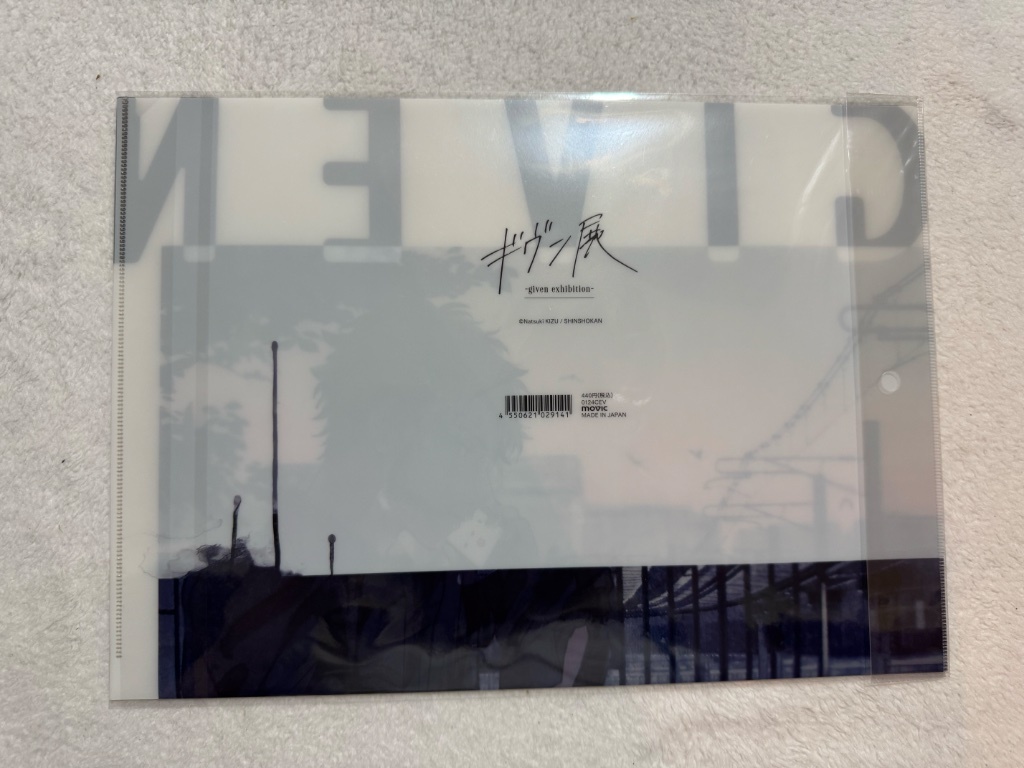 GIVEN
ギヴン展
-given exhibition-
©Natsuki KIZU / SHINSHOKAN
440円(税込)
0124CEV
movic
MADE IN JAPAN
4 550621 029141